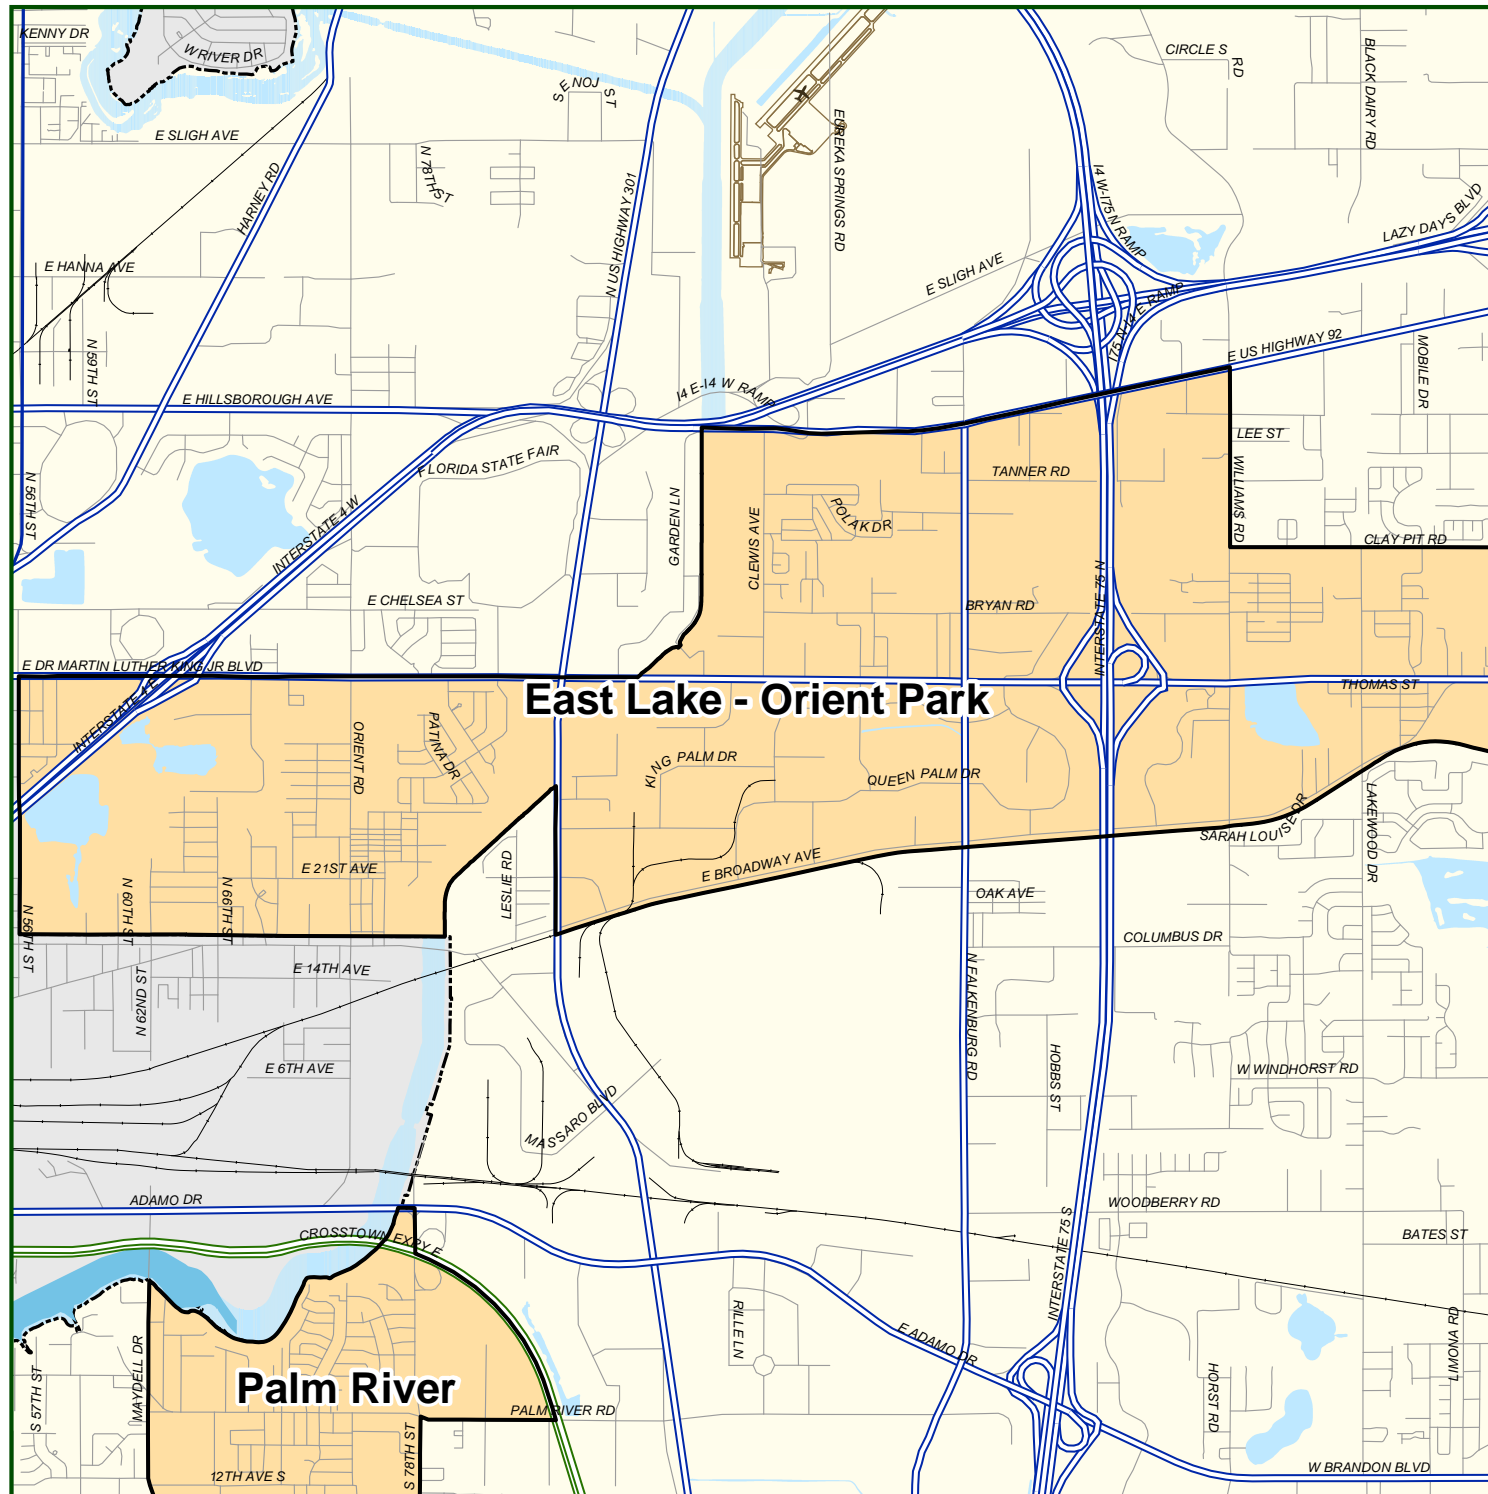 KENNY DR
W RIVER DR
CIRCLE S
RD
BLACK DAIRY RD
S E NOJ ST
E SLIGH AVE
N 78TH ST
HARNEY RD
N US HIGHWAY 301
EUREKA SPRINGS RD
I4 W-I75 N RAMP
LAZY DAYS BLVD
E HANNA AVE
E SLIGH AVE
I75 N-I4 E RAMP
E US HIGHWAY 92
MOBILE DR
N 59TH ST
E HILLSBOROUGH AVE
I4 E-I4 W RAMP
LEE ST
FLORIDA STATE FAIR
TANNER RD
WILLIAMS RD
N 56TH ST
INTERSTATE 4 W
GARDEN LN
CLEWIS AVE
POLAK DR
CLAY PIT RD
E CHELSEA ST
BRYAN RD
INTERSTATE 75 N
E DR MARTIN LUTHER KING JR BLVD
THOMAS ST
East Lake - Orient Park
INTERSTATE 4 E
ORIENT RD
PATINA DR
KING PALM DR
QUEEN PALM DR
SARAH LOUISE DR
LAKEWOOD DR
E 21ST AVE
LESLIE RD
E BROADWAY AVE
OAK AVE
N 56TH ST
N 60TH ST
N 66TH ST
COLUMBUS DR
E 14TH AVE
N 62ND ST
N FALKENBURG RD
E 6TH AVE
HOBBS ST
W WINDHORST RD
MASSARO BLVD
ADAMO DR
WOODBERRY RD
CROSSTOWN EXPY E
BATES ST
INTERSTATE 75 S
RILLE LN
E ADAMO DR
LIMONA RD
MAYDELL DR
S 57TH ST
Palm River
HORST RD
PALM RIVER RD
S 78TH ST
12TH AVE S
W BRANDON BLVD